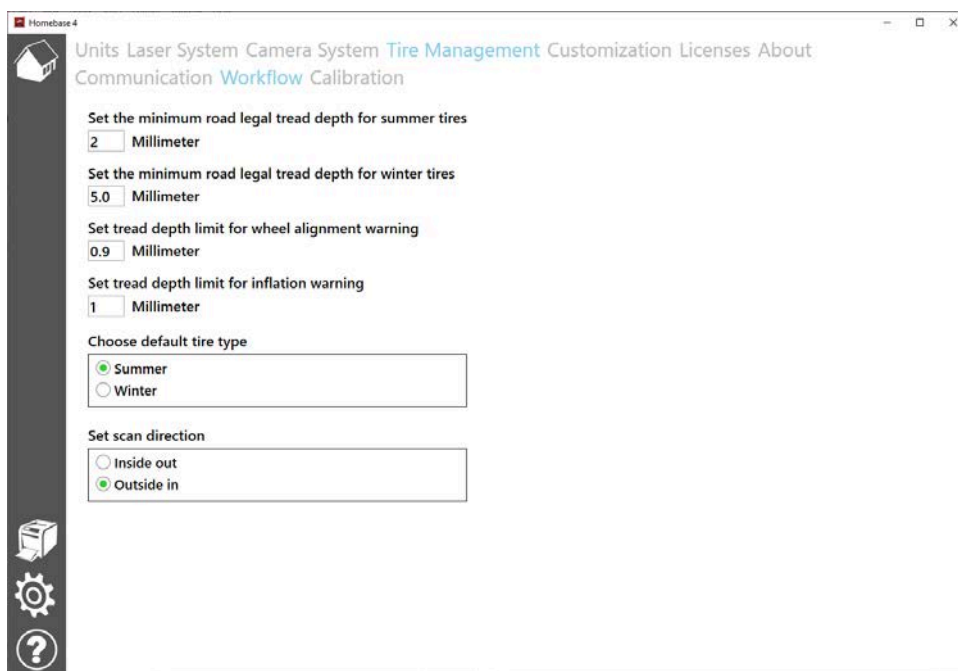 Homebase 4
Units Laser System Camera System Tire Management Customization Licenses About
Communication Workflow Calibration
Set the minimum road legal tread depth for summer tires
2 Millimeter
Set the minimum road legal tread depth for winter tires
5.0 Millimeter
Set tread depth limit for wheel alignment warning
0.9 Millimeter
Set tread depth limit for inflation warning
1 Millimeter
Choose default tire type
Summer
Winter
Set scan direction
Inside out
Outside in
?